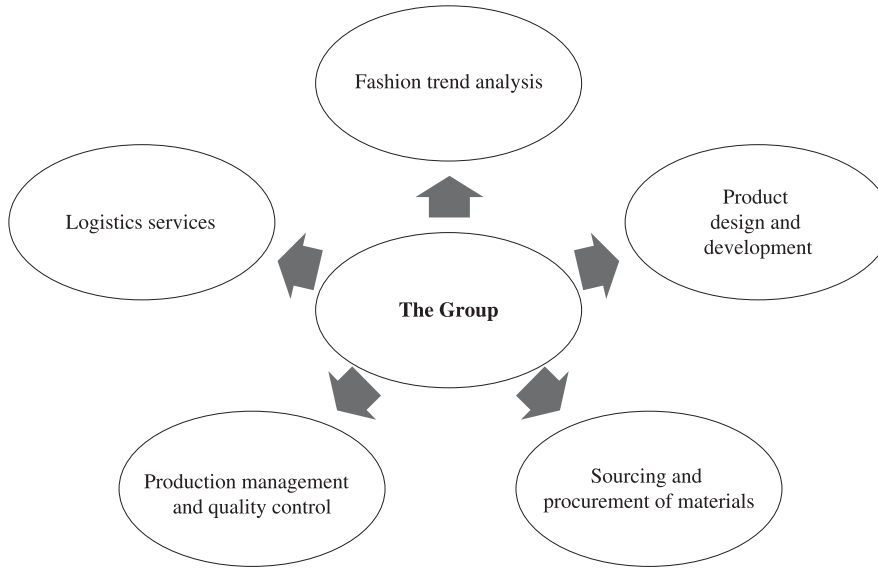 Fashion trend analysis
Logistics services
Product
design and
development
The Group
Production management
and quality control
Sourcing and
procurement of materials